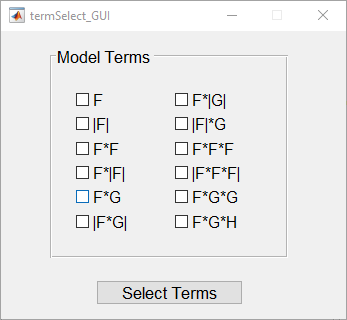 termSelect_GUI
Model Terms
F
|F|
F*F
F*|F|
F*G
|F*G|
F*|G|
|F|*G
F*F*F
|F*F*F|
F*G*G
F*G*H
Select Terms